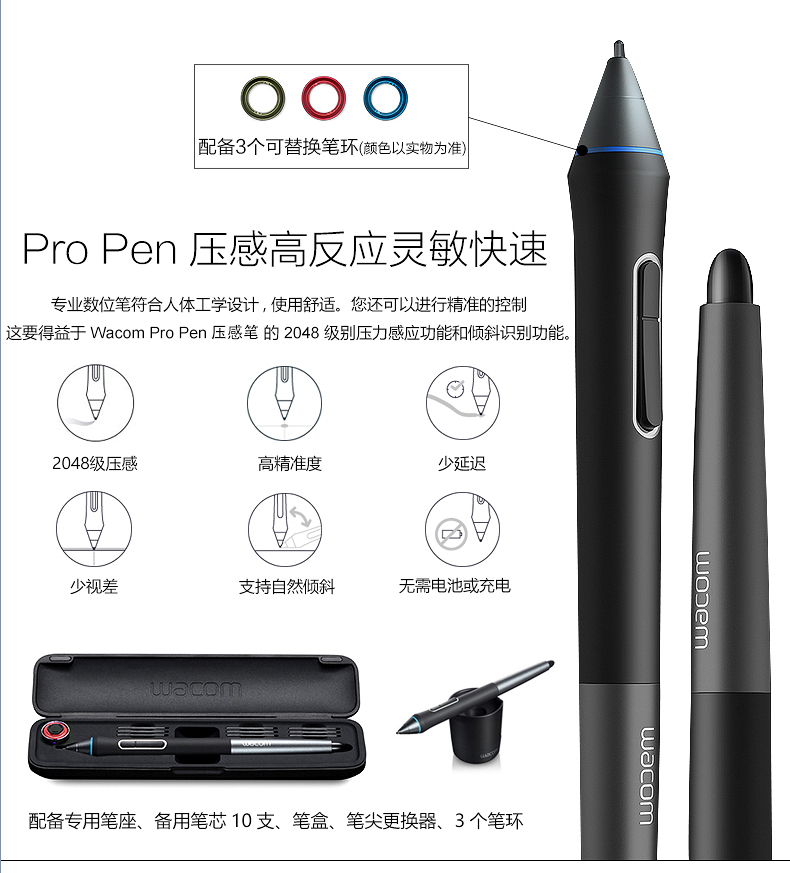 配备3个可替换笔环(颜色以实物为准)
Pro Pen 压感高反应灵敏快速
专业数位笔符合人体工学设计，使用舒适。您还可以进行精准的控制
这要得益于 Wacom Pro Pen 压感笔 的 2048 级别压力感应功能和倾斜识别功能。
2048级压感
高精准度
少延迟
少视差
支持自然倾斜
无需电池或充电
wacom
wacom
wacom
wacom
wacom
配备专用笔座、备用笔芯 10 支、笔盒、笔尖更换器、3 个笔环